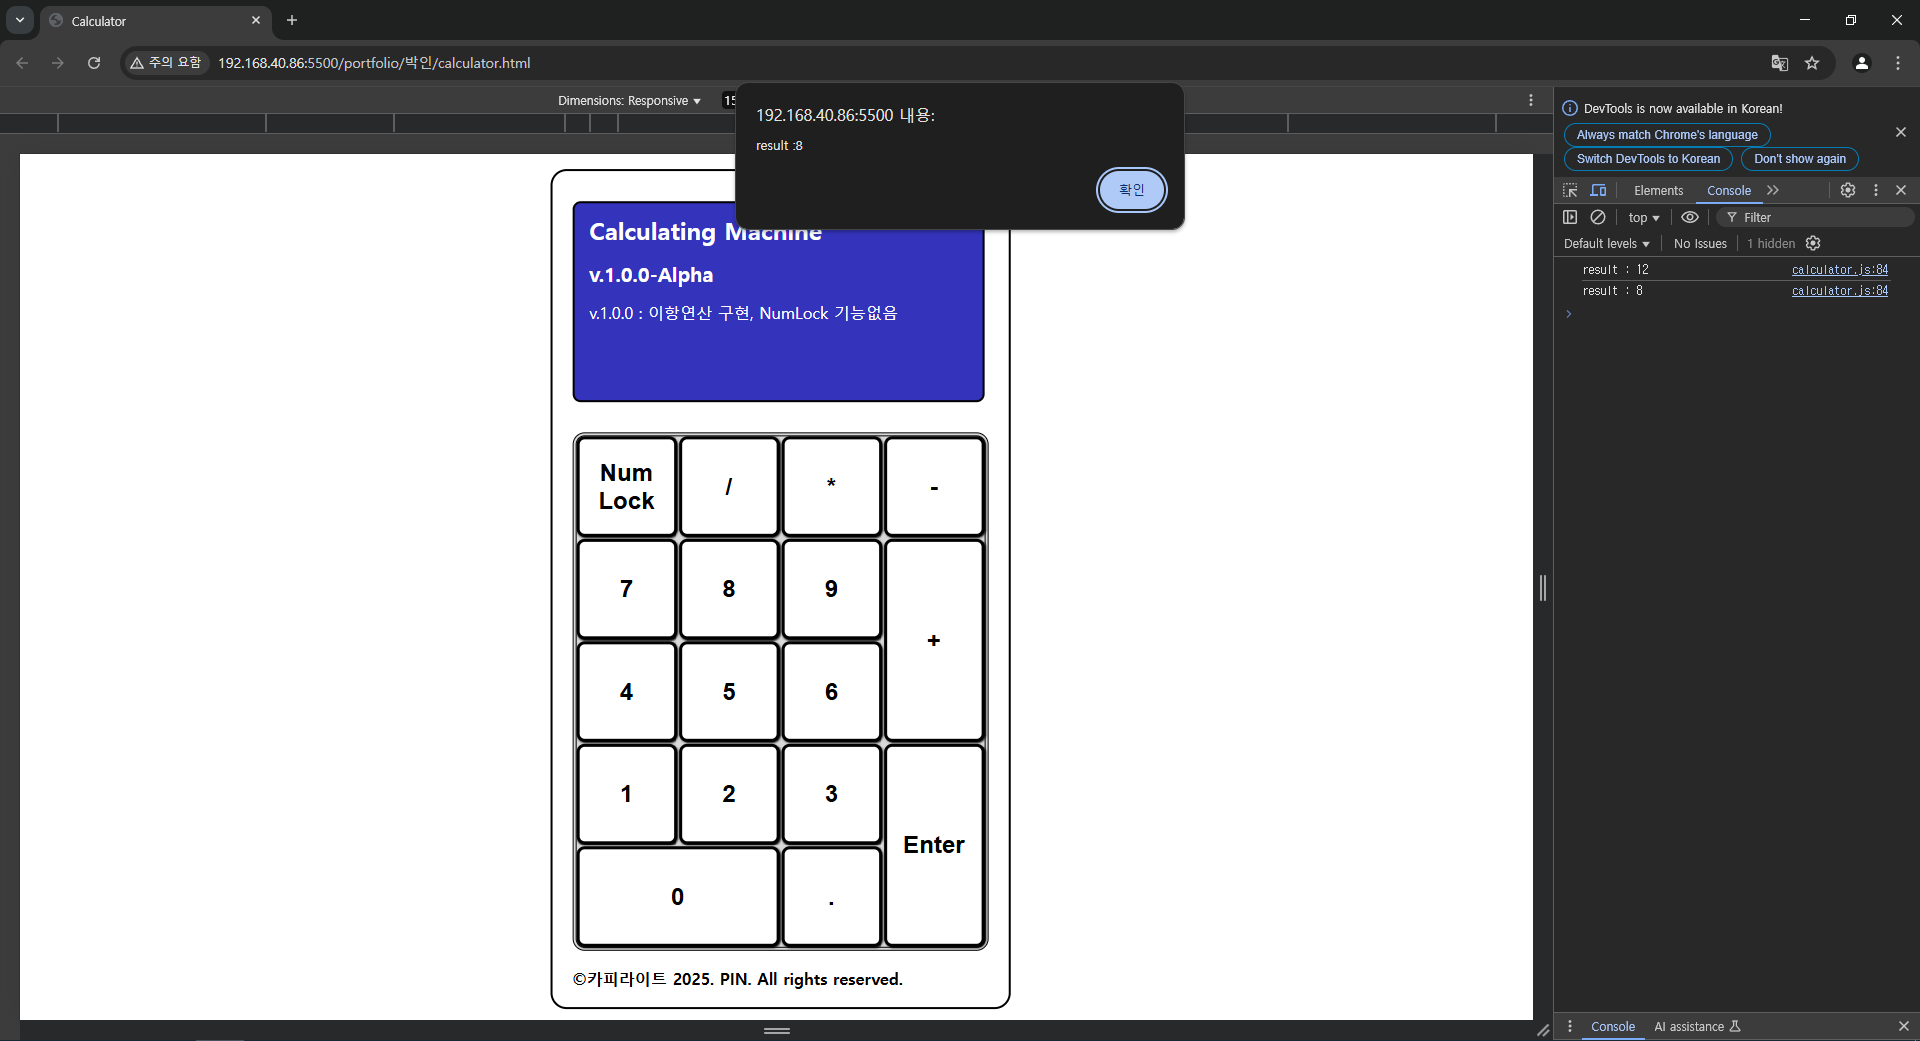 Calculator
주의 요함
192.168.40.86:5500/portfolio/박인/calculator.html
Dimensions: Responsive
15
192.168.40.86:5500 내용:
result :8
확인
Calculating Machine
v.1.0.0-Alpha
v.1.0.0 : 이항연산 구현, NumLock 기능없음
Num
Lock
/
*
-
7
8
9
+
4
5
6
1
2
3
Enter
0
.
©카피라이트 2025. PIN. All rights reserved.
DevTools is now available in Korean!
Always match Chrome's language
Switch DevTools to Korean
Don't show again
Elements
Console
top
Filter
Default levels
No Issues
1 hidden
result : 12
calculator.js:84
result : 8
calculator.js:84
Console
AI assistance